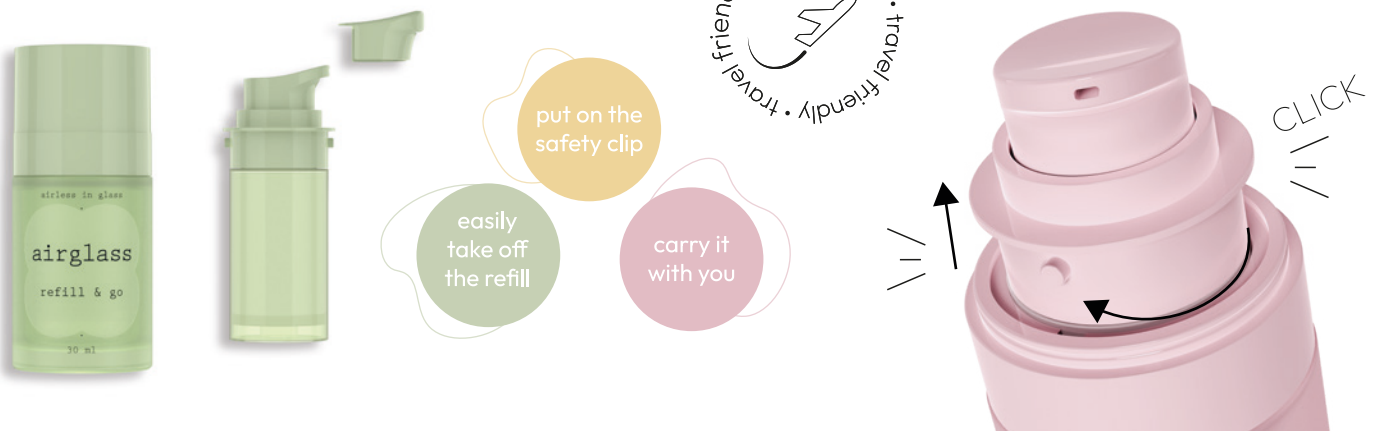 airless in glass
airglass
refill & go
30 ml
put on the
safety clip
easily
take off
the refill
carry it
with you
travel friendly • travel frien
CLICK